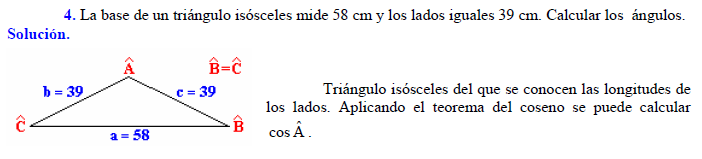 4. La base de un triángulo isósceles mide 58 cm y los lados iguales 39 cm. Calcular los ángulos.
Solución.
Â B̂=Ĉ
b = 39 c = 39
Ĉ B̂
a = 58
Triángulo isósceles del que se conocen las longitudes de
los lados. Aplicando el teorema del coseno se puede calcular
cos Â .